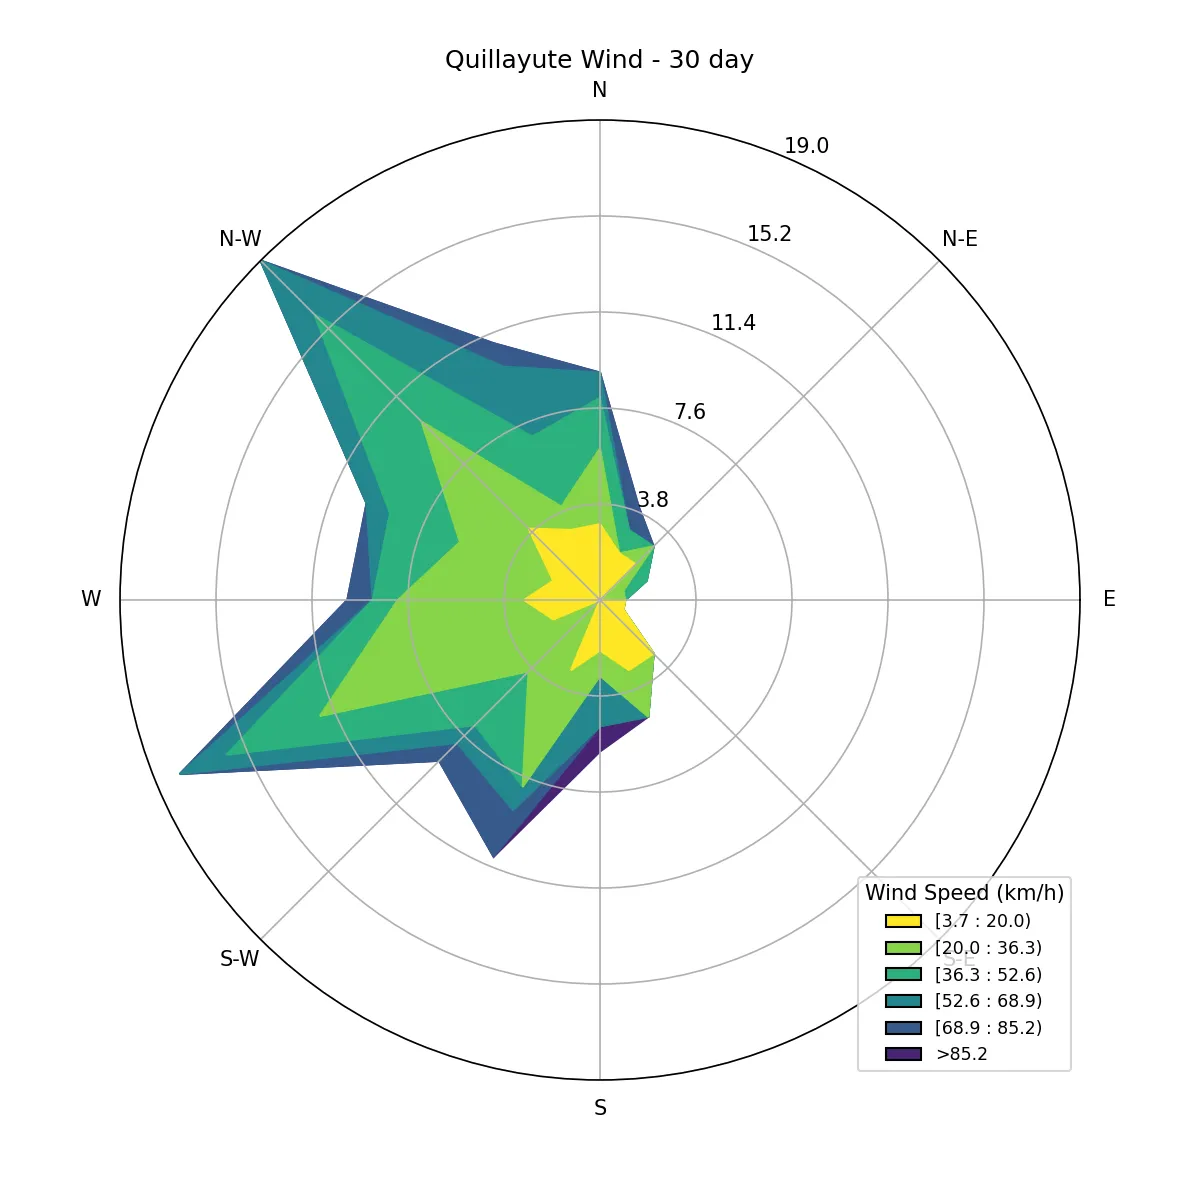 Quillayute Wind - 30 day
N
19.0
15.2
N-W
N-E
11.4
7.6
3.8
W
E
Wind Speed (km/h)
[3.7 : 20.0)
[20.0 : 36.3)
S-W
S-E
[36.3 : 52.6)
[52.6 : 68.9)
[68.9 : 85.2)
>85.2
S